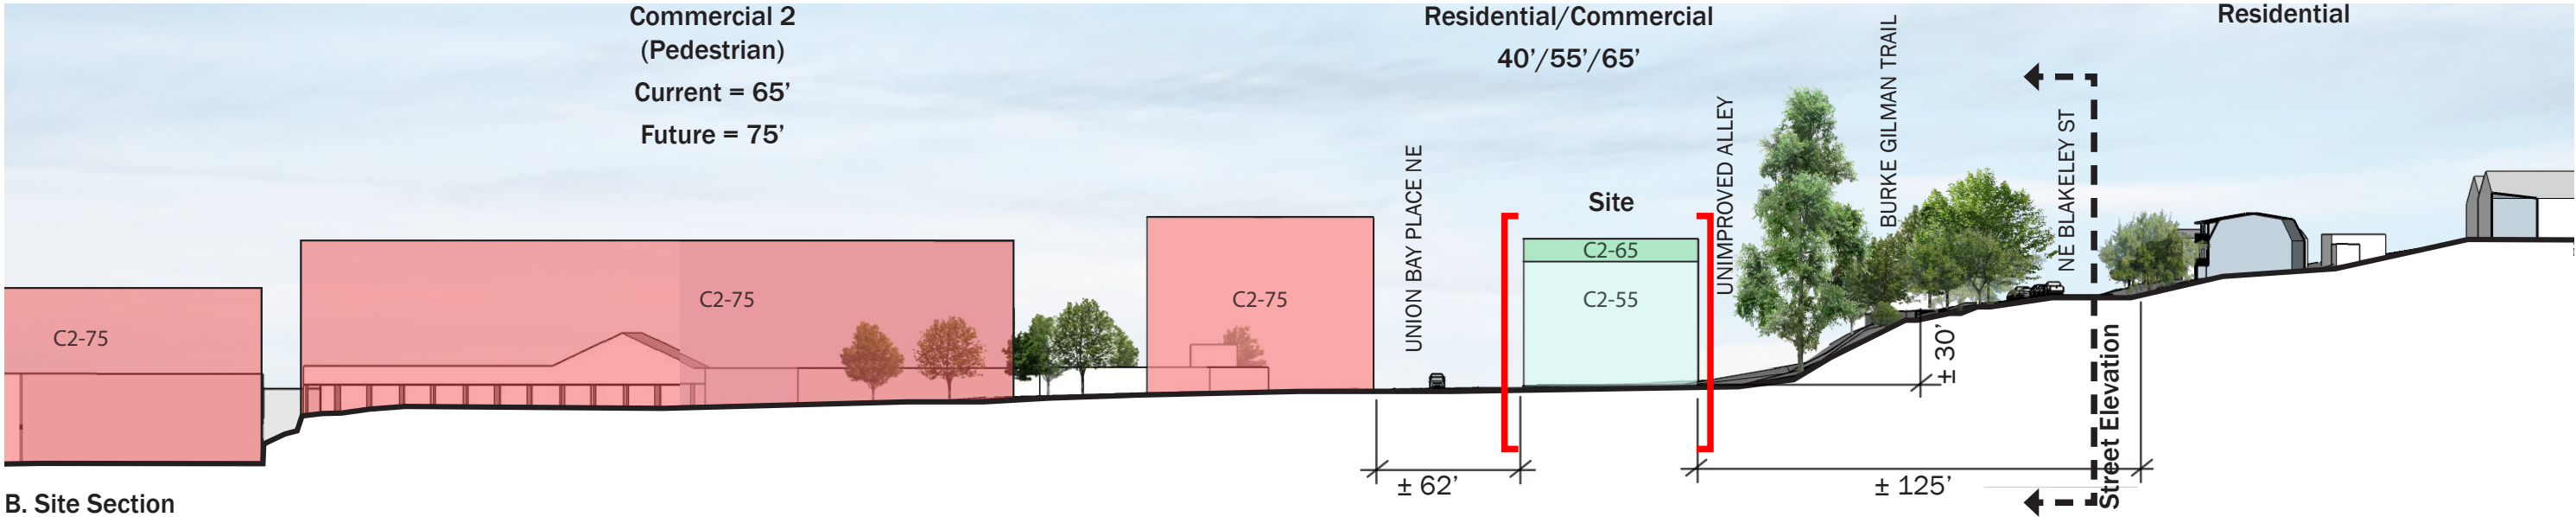 Commercial 2
(Pedestrian)
Current = 65’
Future = 75’
Residential/Commercial
40’/55’/65’
Residential
UNION BAY PLACE NE
Site
UNIMPROVED ALLEY
BURKE GILMAN TRAIL
NE BLAKELEY ST
C2-75
C2-75
C2-75
C2-65
C2-55
± 30’
Street Elevation
± 62’
± 125’
B. Site Section